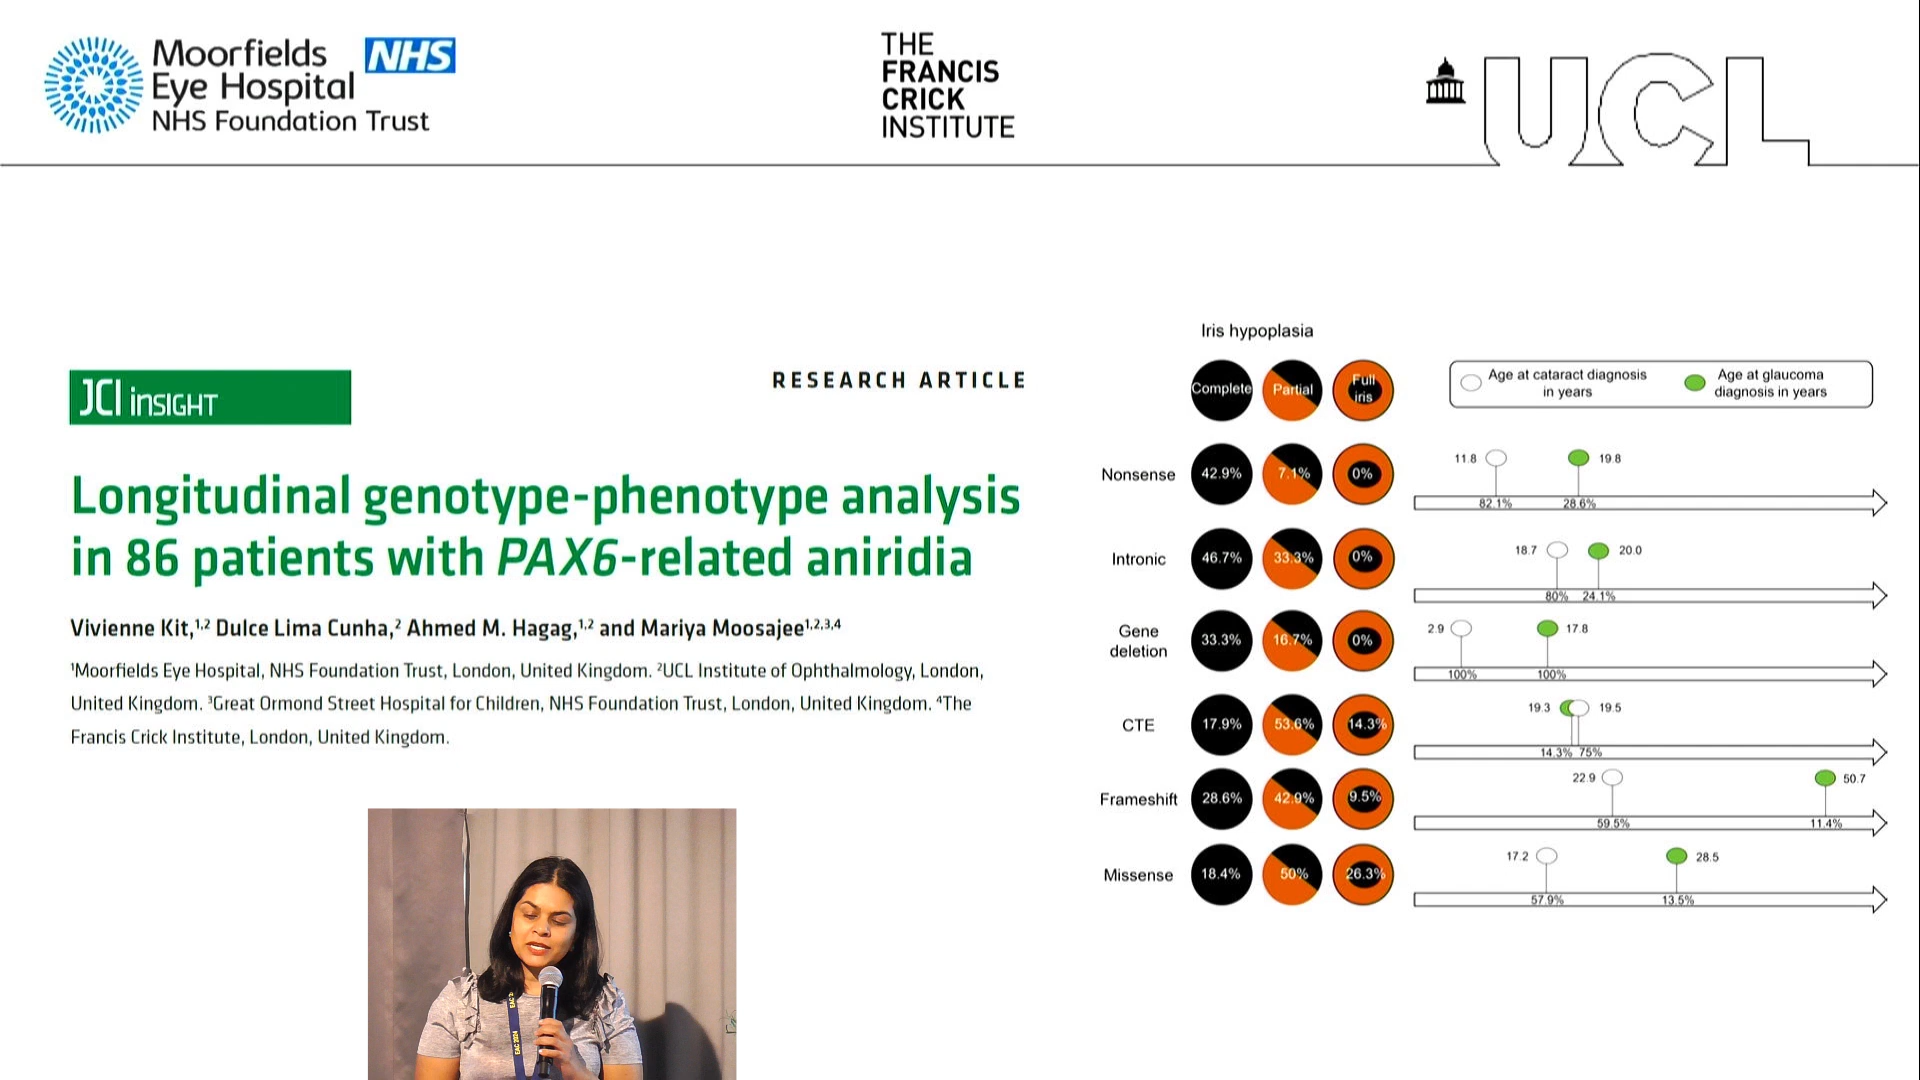 Moorfields
Eye Hospital
NHS Foundation Trust
NHS
THE
FRANCIS
CRICK
INSTITUTE
UCL
JCI insight
RESEARCH ARTICLE
Longitudinal genotype-phenotype analysis
in 86 patients with PAX6-related aniridia
Vivienne Kit,1,2 Dulce Lima Cunha,2 Ahmed M. Hagag,1,2 and Mariya Moosajee1,2,3,4
1Moorfields Eye Hospital, NHS Foundation Trust, London, United Kingdom. 2UCL Institute of Ophthalmology, London,
United Kingdom. 3Great Ormond Street Hospital for Children, NHS Foundation Trust, London, United Kingdom. 4The
Francis Crick Institute, London, United Kingdom.
Iris hypoplasia
Complete Partial Full iris
Age at cataract diagnosis
in years
Age at glaucoma
diagnosis in years
Nonsense 42.9% 7.1% 0%
11.8 19.8
82.1% 28.6%
Intronic 46.7% 33.3% 0%
18.7 20.0
80% 24.1%
Gene
deletion
33.3% 16.7% 0%
2.9 17.8
100% 100%
CTE 17.9% 53.6% 14.3%
19.3 19.5
14.3% 75%
Frameshift 28.6% 42.9% 9.5%
22.9 50.7
59.5% 11.4%
Missense 18.4% 50% 26.3%
17.2 28.5
57.9% 13.5%
EAC 2024